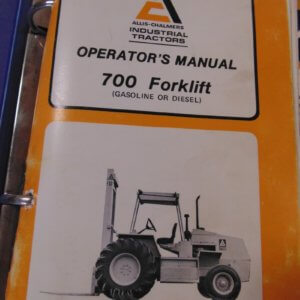 ALLIS-CHALMERS
INDUSTRIAL
TRACTORS
OPERATOR'S MANUAL
700 Forklift
(GASOLINE OR DIESEL)